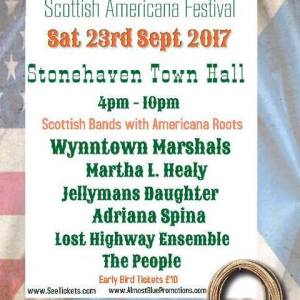 Scottish Americana Festival
Sat 23rd Sept 2017
Stonehaven Town Hall
4pm - 10pm
Scottish Bands with Americana Roots
Wynntown Marshals
Martha L. Healy
Jellymans Daughter
Adriana Spina
Lost Highway Ensemble
The People
Early Bird Tickets £10
www.SeeTickets.com www.AlmostBluePromotions.com